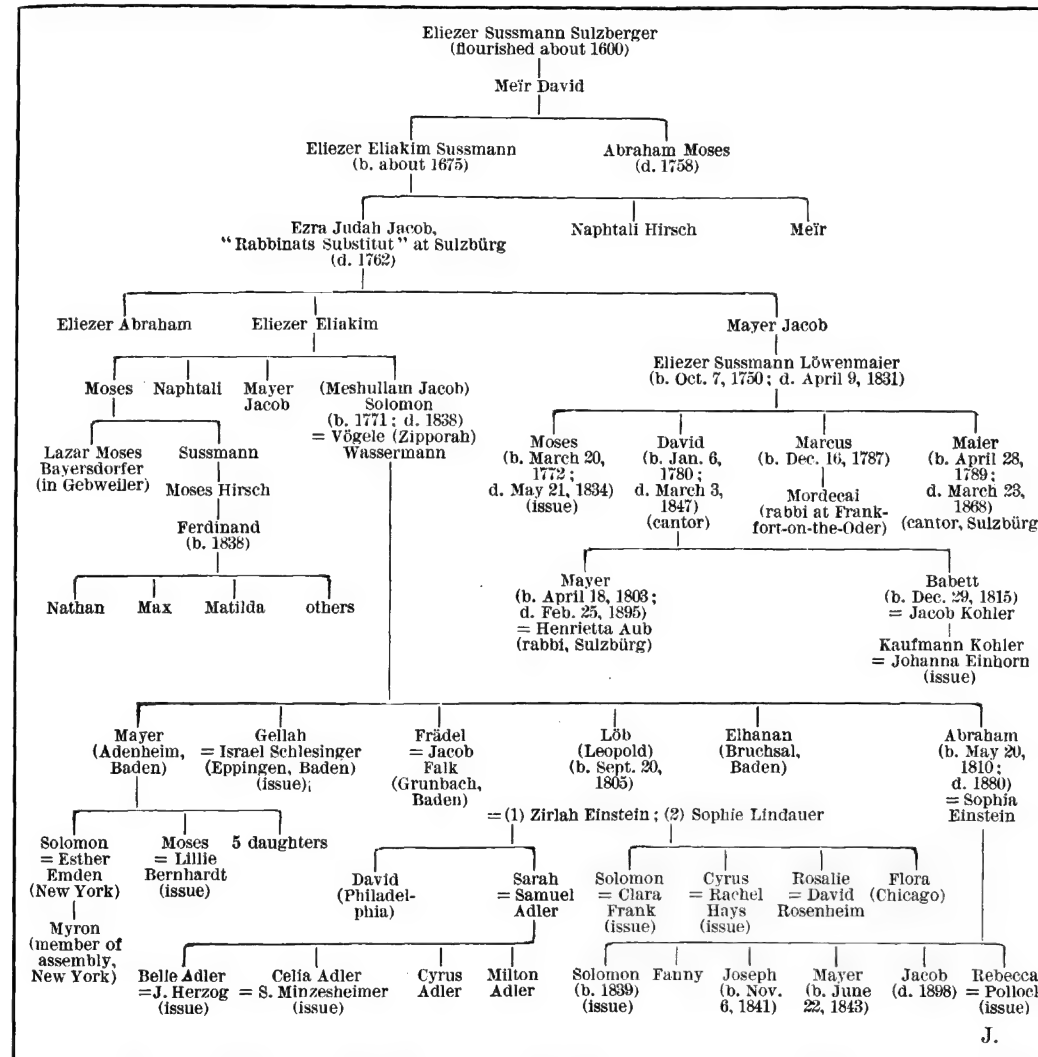 Eliezer Sussmann Sulzberger
(flourished about 1600)
Meïr David
Eliezer Eliakim Sussmann
(b. about 1675)
Abraham Moses
(d. 1758)
Ezra Judah Jacob,
"Rabbinats Substitut" at Sulzbürg
(d. 1762)
Naphtali Hirsch
Meïr
Eliezer Abraham
Eliezer Eliakim
Mayer Jacob
Moses
Naphtali
Mayer
Jacob
(Meshullam Jacob)
Solomon
(b. 1771; d. 1838)
= Vögele (Zipporah)
Wassermann
Eliezer Sussmann Löwenmaier
(b. Oct. 7, 1750; d. April 9, 1831)
Lazar Moses
Bayersdorfer
(in Gebweiler)
Sussmann
Moses Hirsch
Ferdinand
(b. 1838)
Nathan
Max
Matilda
others
Moses
(b. March 20,
1772;
d. May 21, 1834)
(issue)
David
(b. Jan. 6,
1780;
d. March 3,
1847)
(cantor)
Marcus
(b. Dec. 16, 1787)
Mordecai
(rabbi at Frank-
fort-on-the-Oder)
Maier
(b. April 28,
1789;
d. March 23,
1868)
(cantor, Sulzbürg)
Mayer
(b. April 18, 1803;
d. Feb. 25, 1895)
= Henrietta Aub
(rabbi, Sulzbürg)
Babett
(b. Dec. 29, 1815)
= Jacob Kohler
Kaufmann Kohler
= Johanna Einhorn
(issue)
Mayer
(Adenheim,
Baden)
Gellah
= Israel Schlesinger
(Eppingen, Baden)
(issue)
Frädel
= Jacob
Falk
(Grunbach,
Baden)
Löb
(Leopold)
(b. Sept. 20,
1805)
Elhanan
(Bruchsal,
Baden)
Abraham
(b. May 20,
1810;
d. 1880)
= Sophia
Einstein
= (1) Zirlah Einstein; (2) Sophie Lindauer
Solomon
= Esther
Emden
(New York)
Moses
= Lillie
Bernhardt
(issue)
5 daughters
Myron
(member of
assembly,
New York)
David
(Philadel-
phia)
Sarah
= Samuel
Adler
Solomon
= Clara
Frank
(issue)
Cyrus
= Rachel
Hays
(issue)
Rosalie
= David
Rosenheim
Flora
(Chicago)
Belle Adler
=J. Herzog
(issue)
Celia Adler
= S. Minzesheimer
(issue)
Cyrus
Adler
Milton
Adler
Solomon
(b. 1839)
(issue)
Fanny
Joseph
(b. Nov.
6, 1841)
Mayer
(b. June
22, 1843)
Jacob
(d. 1898)
Rebecca
= Pollock
(issue)
J.